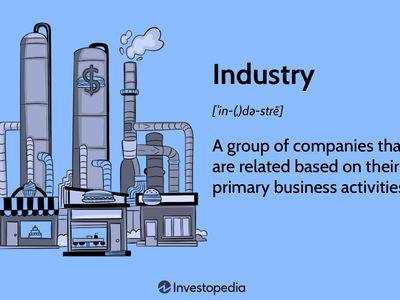 $
Industry
['in-(,)də-strē]
A group of companies tha
are related based on their
primary business activities
Investopedia